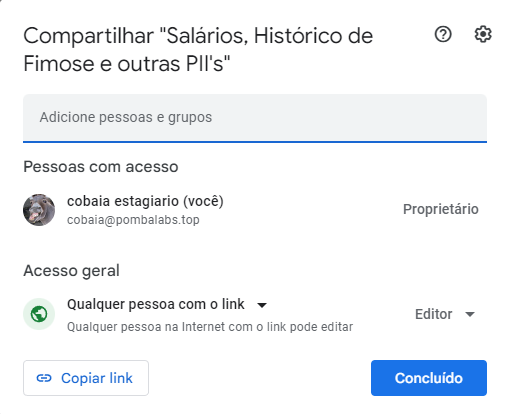 Compartilhar "Salários, Histórico de
Fimose e outras PII's"
Adicione pessoas e grupos
Pessoas com acesso
cobaia estagiario (você)
cobaia@pombalabs.top
Proprietário
Acesso geral
Qualquer pessoa com o link
Qualquer pessoa na Internet com o link pode editar
Editor
Copiar link
Concluído